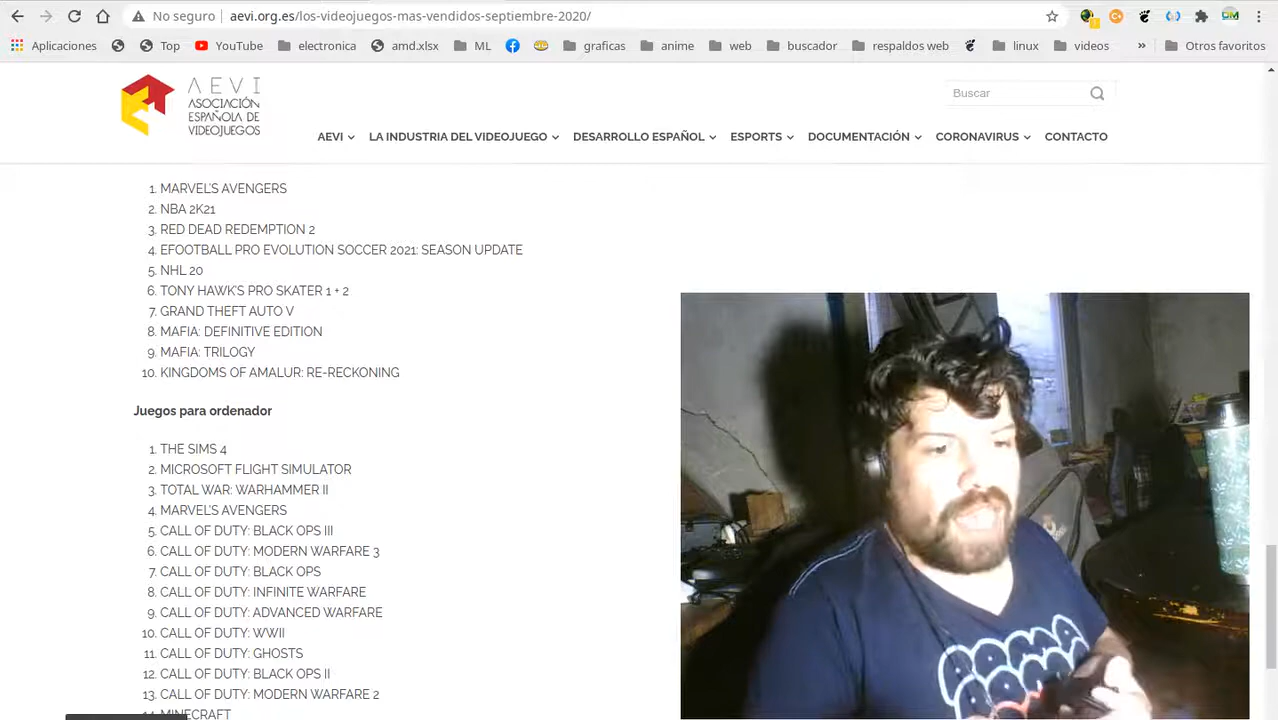 No seguro | aevi.org.es/los-videojuegos-mas-vendidos-septiembre-2020/
Aplicaciones Top YouTube electronica amd.xlsx ML graficas anime web buscador respaldos web linux videos » Otros favoritos
AEVI
ASOCIACIÓN
ESPAÑOLA DE
VIDEOJUEGOS
Buscar
AEVI LA INDUSTRIA DEL VIDEOJUEGO DESARROLLO ESPAÑOL ESPORTS DOCUMENTACIÓN CORONAVIRUS CONTACTO
1. MARVEL'S AVENGERS
2. NBA 2K21
3. RED DEAD REDEMPTION 2
4. EFOOTBALL PRO EVOLUTION SOCCER 2021: SEASON UPDATE
5. NHL 20
6. TONY HAWK'S PRO SKATER 1 + 2
7. GRAND THEFT AUTO V
8. MAFIA: DEFINITIVE EDITION
9. MAFIA: TRILOGY
10. KINGDOMS OF AMALUR: RE-RECKONING
Juegos para ordenador
1. THE SIMS 4
2. MICROSOFT FLIGHT SIMULATOR
3. TOTAL WAR: WARHAMMER II
4. MARVEL'S AVENGERS
5. CALL OF DUTY: BLACK OPS III
6. CALL OF DUTY: MODERN WARFARE 3
7. CALL OF DUTY: BLACK OPS
8. CALL OF DUTY: INFINITE WARFARE
9. CALL OF DUTY: ADVANCED WARFARE
10. CALL OF DUTY: WWII
11. CALL OF DUTY: GHOSTS
12. CALL OF DUTY: BLACK OPS II
13. CALL OF DUTY: MODERN WARFARE 2
14. MINECRAFT